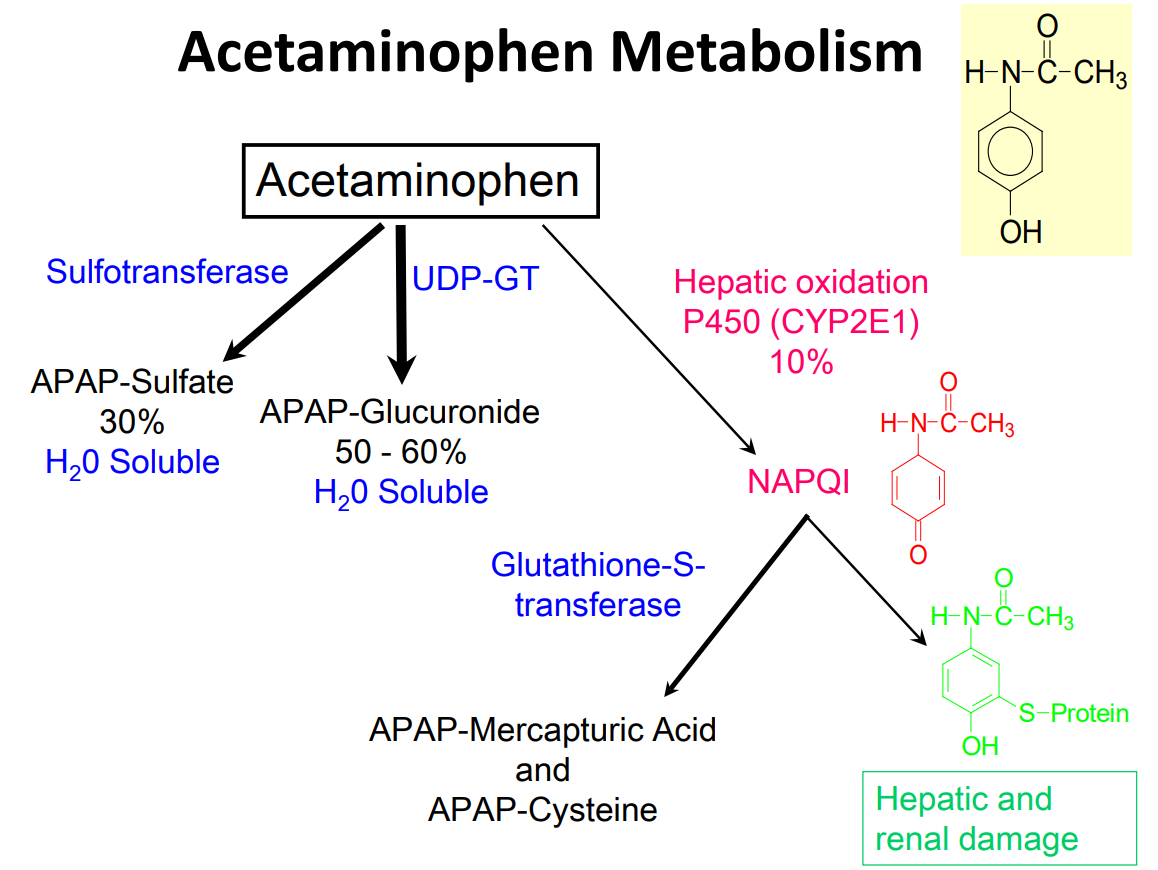 Acetaminophen Metabolism
O
H-N-C-CH3
OH
Acetaminophen
Sulfotransferase
UDP-GT
Hepatic oxidation
P450 (CYP2E1)
10%
APAP-Sulfate
30%
H20 Soluble
APAP-Glucuronide
50 - 60%
H20 Soluble
NAPQI
O
H-N-C-CH3
O
Glutathione-S-
transferase
O
H-N-C-CH3
S-Protein
OH
APAP-Mercapturic Acid
and
APAP-Cysteine
Hepatic and
renal damage